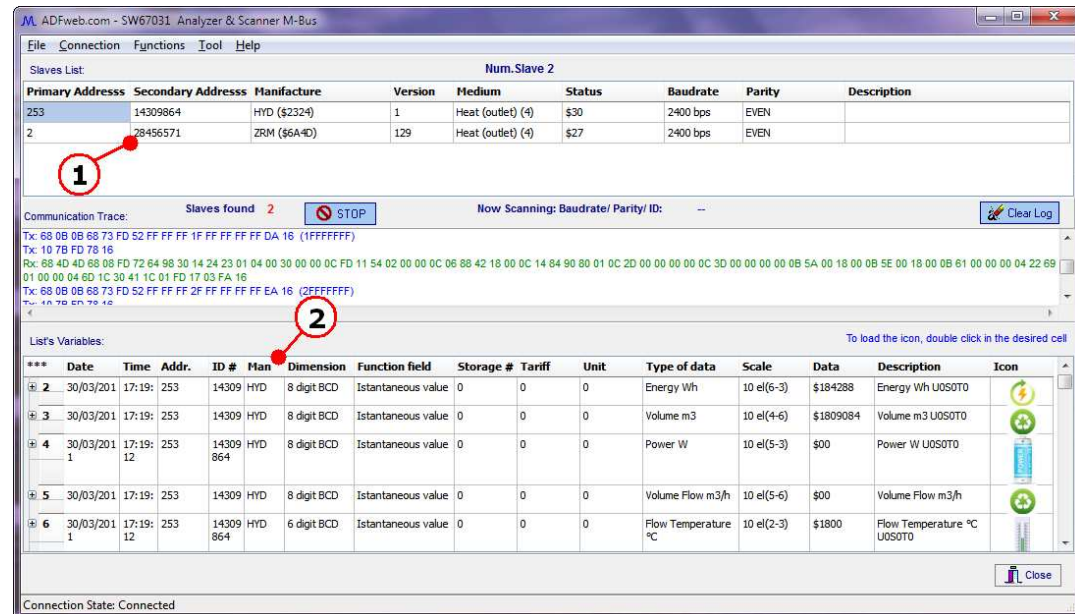 ADFweb.com - SW67031 Analyzer & Scanner M-Bus
File Connection Functions Tool Help
Slaves List: Num.Slave 2
Primary Addresss Secondary Addresss Manifacture Version Medium Status Baudrate Parity Description
253 14309864 HYD ($2324) 1 Heat (outlet) (4) $30 2400 bps EVEN
2 28456571 ZRM ($6A4D) 129 Heat (outlet) (4) $27 2400 bps EVEN
1
Communication Trace: Slaves found 2 STOP Now Scanning: Baudrate/ Parity/ ID: -- Clear Log
Tx: 68 0B 0B 68 73 FD 52 FF FF FF 1F FF FF FF FF DA 16 (1FFFFFFF)
Tx: 10 7B FD 78 16
Rx: 68 4D 4D 68 08 FD 72 64 98 30 14 24 23 01 04 00 30 00 00 0C FD 11 54 02 00 00 0C 06 88 42 18 00 0C 14 84 90 80 01 0C 2D 00 00 00 00 0C 3D 00 00 00 00 0B 5A 00 18 00 0B 5E 00 18 00 0B 61 00 00 00 04 22 69
01 00 00 04 6D 1C 30 41 1C 01 FD 17 03 FA 16
Tx: 68 0B 0B 68 73 FD 52 FF FF FF 2F FF FF FF FF EA 16 (2FFFFFFF)
Tx: 10 7B FD 78 16
2
List's Variables: To load the icon, double click in the desired cell
*** Date Time Addr. ID # Man Dimension Function field Storage # Tariff Unit Type of data Scale Data Description Icon
2 30/03/201 17:19: 253 14309 HYD 8 digit BCD Istantaneous value 0 0 0 Energy Wh 10 el(6-3) $184288 Energy Wh U0S0T0
3 30/03/201 17:19: 253 14309 HYD 8 digit BCD Istantaneous value 0 0 0 Volume m3 10 el(4-6) $1809084 Volume m3 U0S0T0
4 30/03/201 17:19: 253 14309 HYD 8 digit BCD Istantaneous value 0 0 0 Power W 10 el(5-3) $00 Power W U0S0T0
1 12 864
5 30/03/201 17:19: 253 14309 HYD 8 digit BCD Istantaneous value 0 0 0 Volume Flow m3/h 10 el(5-6) $00 Volume Flow m3/h
6 30/03/201 17:19: 253 14309 HYD 6 digit BCD Istantaneous value 0 0 0 Flow Temperature 10 el(2-3) $1800 Flow Temperature °C
1 12 864 °C U0S0T0
Close
Connection State: Connected